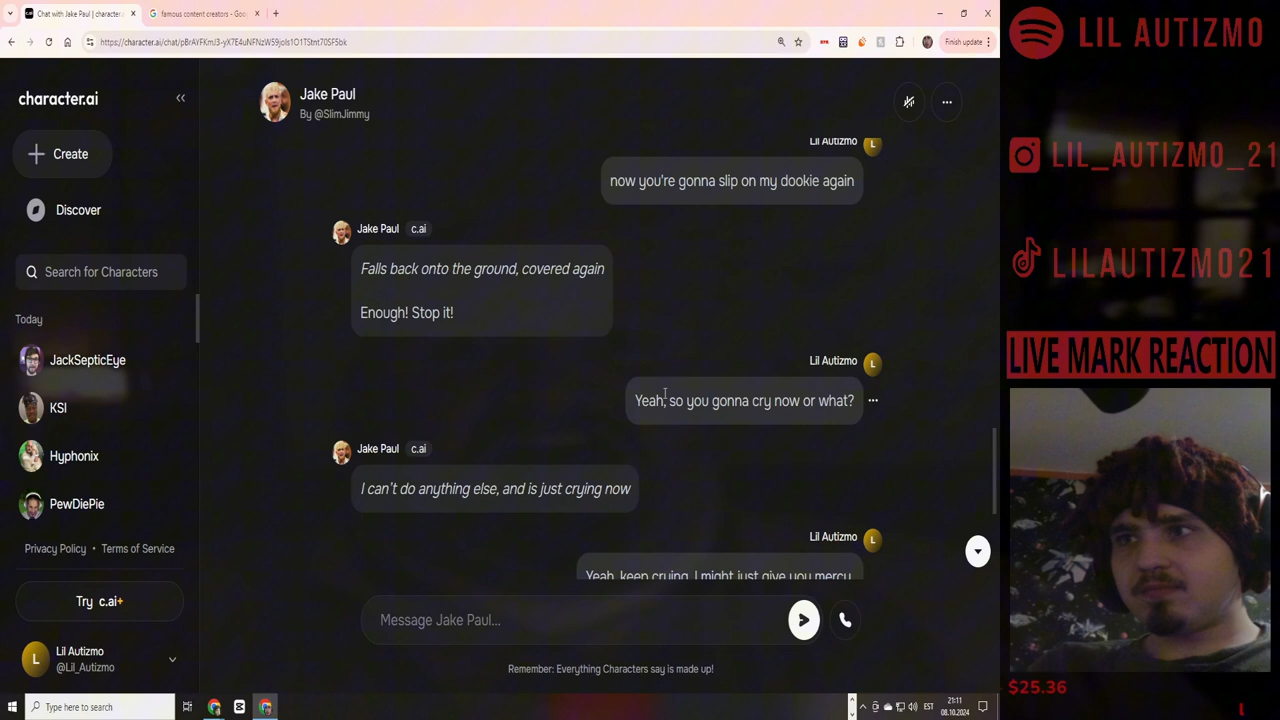 Chat with Jake Paul | character.
famous content creators - Goo
https://character.ai/chat/pBrAYFKmJ3-yX7E4uNFNzW59jols1O1TStnt70SF5bk
Finish update
character.ai
Jake Paul
By @SlimJimmy
Create
Discover
Search for Characters
Today
JackSepticEye
KSI
Hyphonix
PewDiePie
Privacy Policy • Terms of Service
Try c.ai+
L
Lil Autizmo
@Lil_Autizmo
Lil Autizmo
L
now you're gonna slip on my dookie again
Jake Paul c.ai
Falls back onto the ground, covered again
Enough! Stop it!
Lil Autizmo
L
Yeah, so you gonna cry now or what?
Jake Paul c.ai
I can't do anything else, and is just crying now
Lil Autizmo
L
Yeah, keep crying, I might just give you mercy
Message Jake Paul...
Remember: Everything Characters say is made up!
LIL AUTIZMO
LIL_AUTIZMO_21
LILAUTIZMO21
LIVE MARK REACTION
$25.36
Type here to search
EST
21:11
08.10.2024